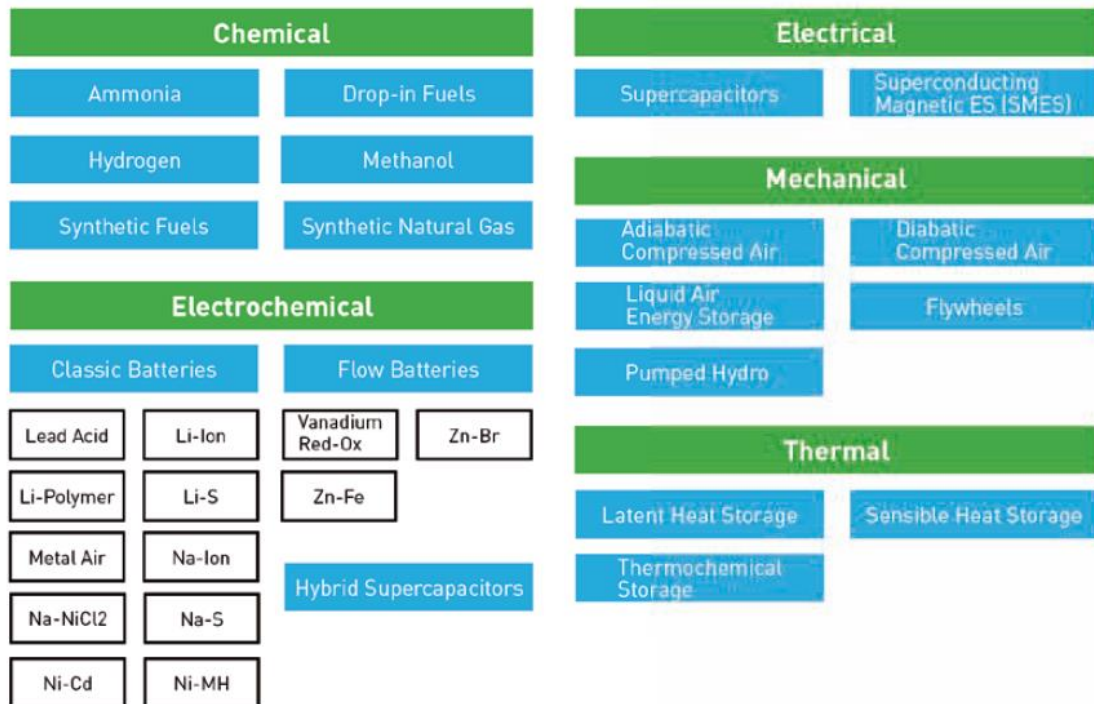 Chemical
Ammonia
Drop-in Fuels
Hydrogen
Methanol
Synthetic Fuels
Synthetic Natural Gas
Electrochemical
Classic Batteries
Flow Batteries
Lead Acid
Li-Ion
Vanadium
Red-Ox
Zn-Br
Li-Polymer
Li-S
Zn-Fe
Metal Air
Na-Ion
Hybrid Supercapacitors
Na-NiCl2
Na-S
Ni-Cd
Ni-MH
Electrical
Supercapacitors
Superconducting
Magnetic ES (SMES)
Mechanical
Adiabatic
Compressed Air
Diabatic
Compressed Air
Liquid Air
Energy Storage
Flywheels
Pumped Hydro
Thermal
Latent Heat Storage
Sensible Heat Storage
Thermochemical
Storage